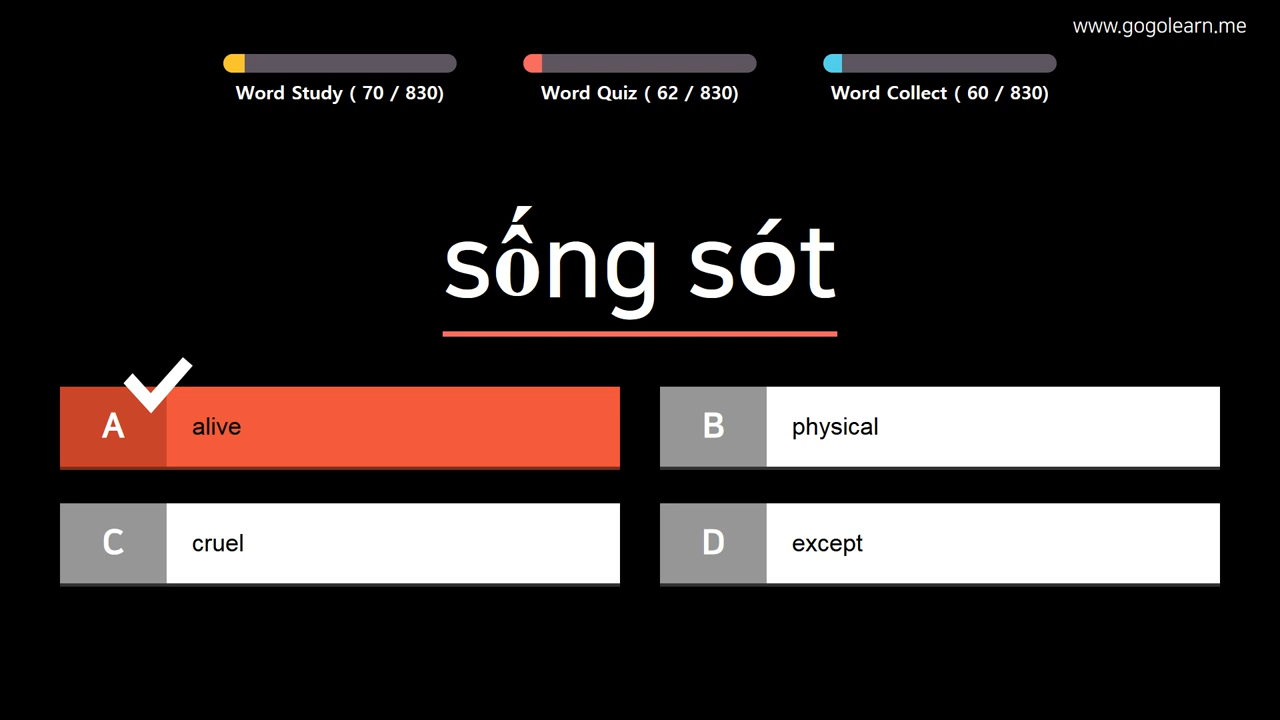 www.gogolearn.me
Word Study ( 70 / 830)
Word Quiz ( 62 / 830)
Word Collect ( 60 / 830)
sống sót
A alive
B physical
C cruel
D except